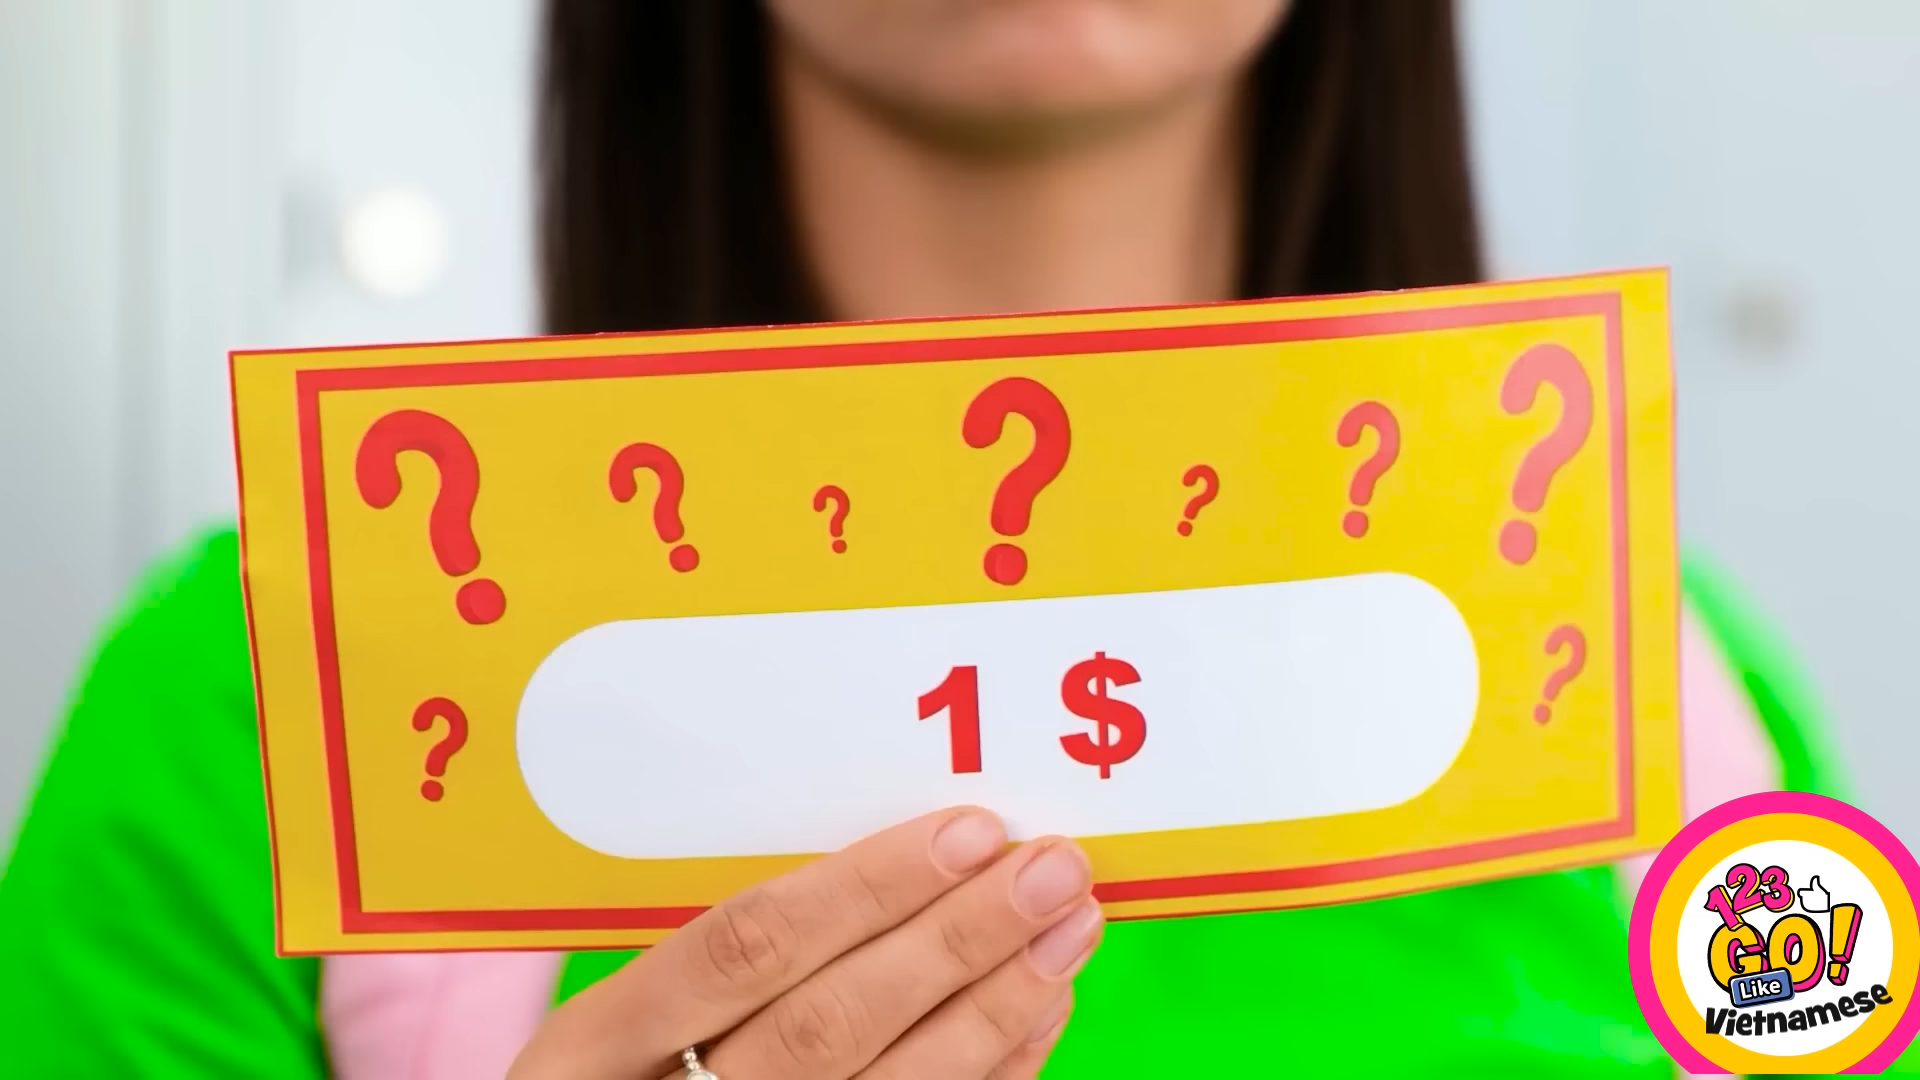 ? ? ? ? ? ? ?
? 1 $ ?
123
GO!
Like
Vietnamese